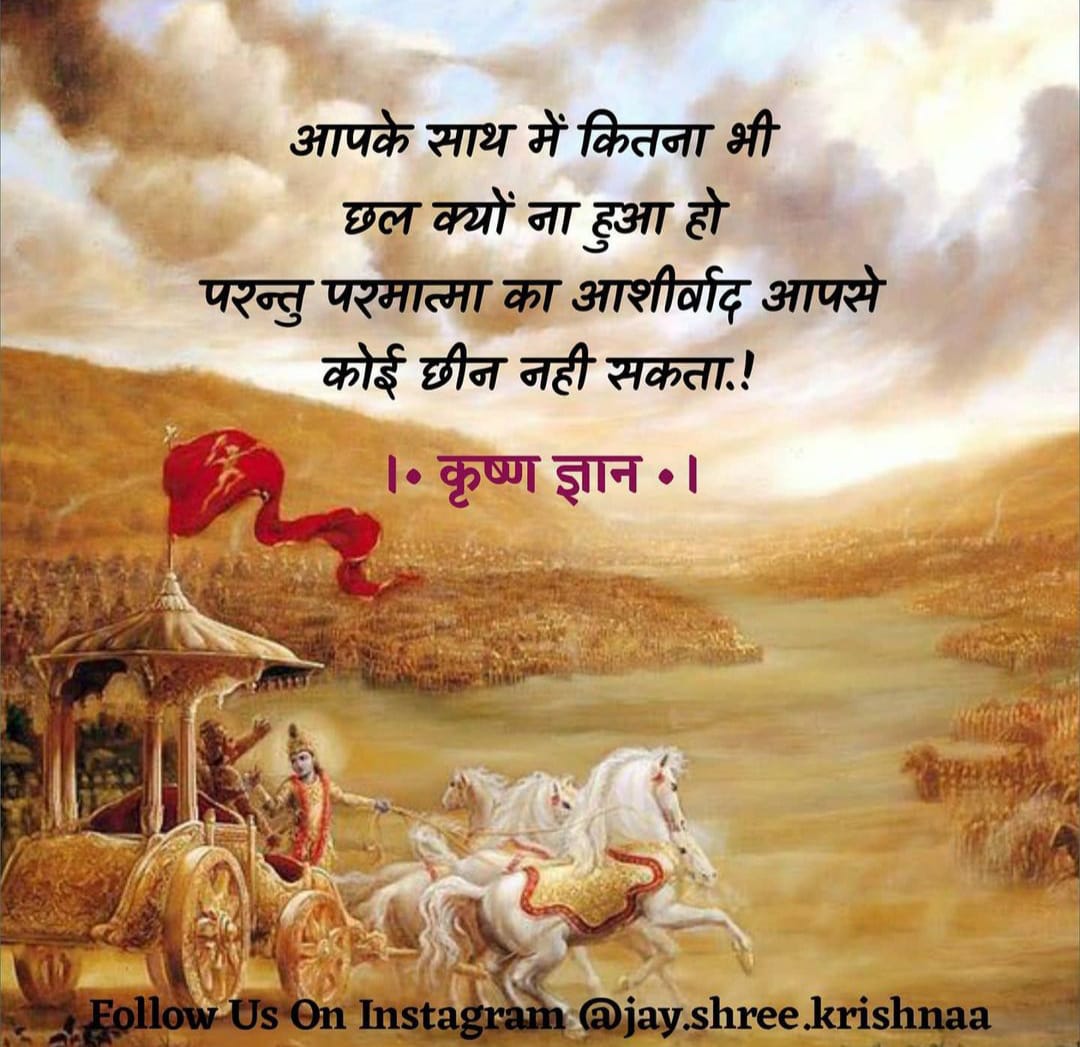 आपके साथ में कितना भी
छल क्यों ना हुआ हो
परन्तु परमात्मा का आशीर्वाद आपसे
कोई छीन नही सकता.!
।• कृष्ण ज्ञान •।
Follow Us On Instagram @jay.shree.krishnaa